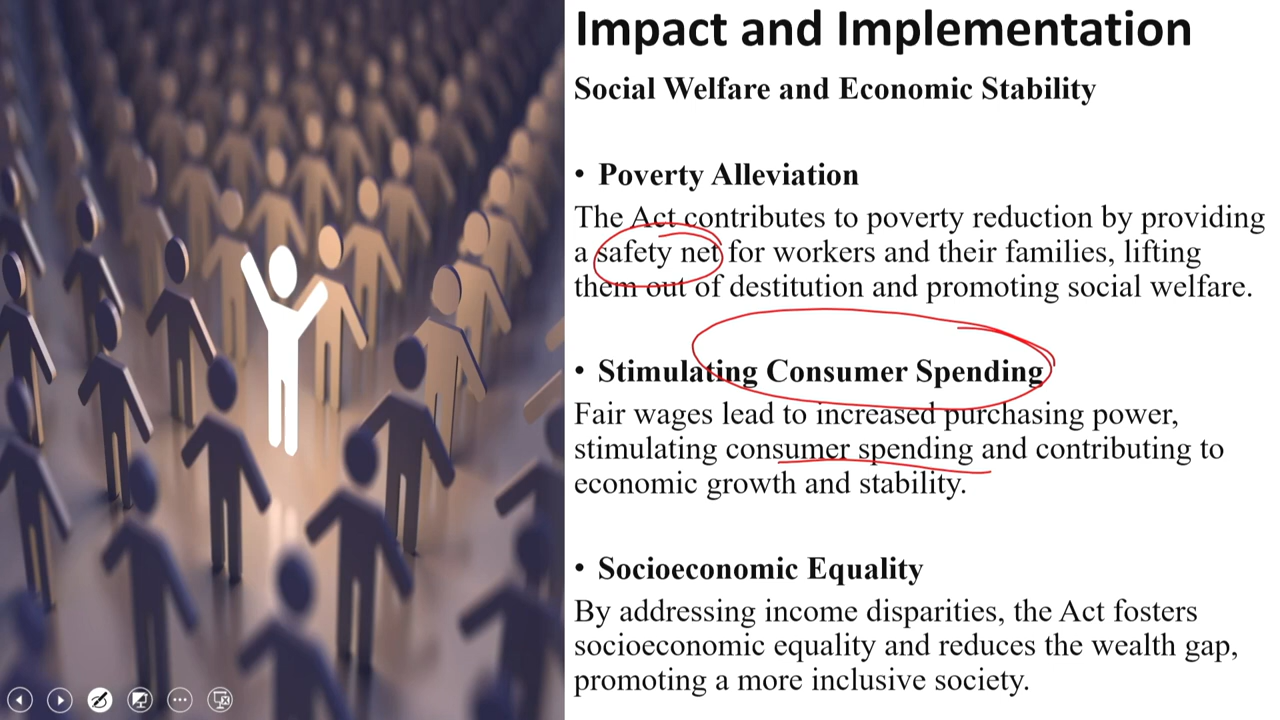 Impact and Implementation
Social Welfare and Economic Stability
• Poverty Alleviation
The Act contributes to poverty reduction by providing
a safety net for workers and their families, lifting
them out of destitution and promoting social welfare.
• Stimulating Consumer Spending
Fair wages lead to increased purchasing power,
stimulating consumer spending and contributing to
economic growth and stability.
• Socioeconomic Equality
By addressing income disparities, the Act fosters
socioeconomic equality and reduces the wealth gap,
promoting a more inclusive society.